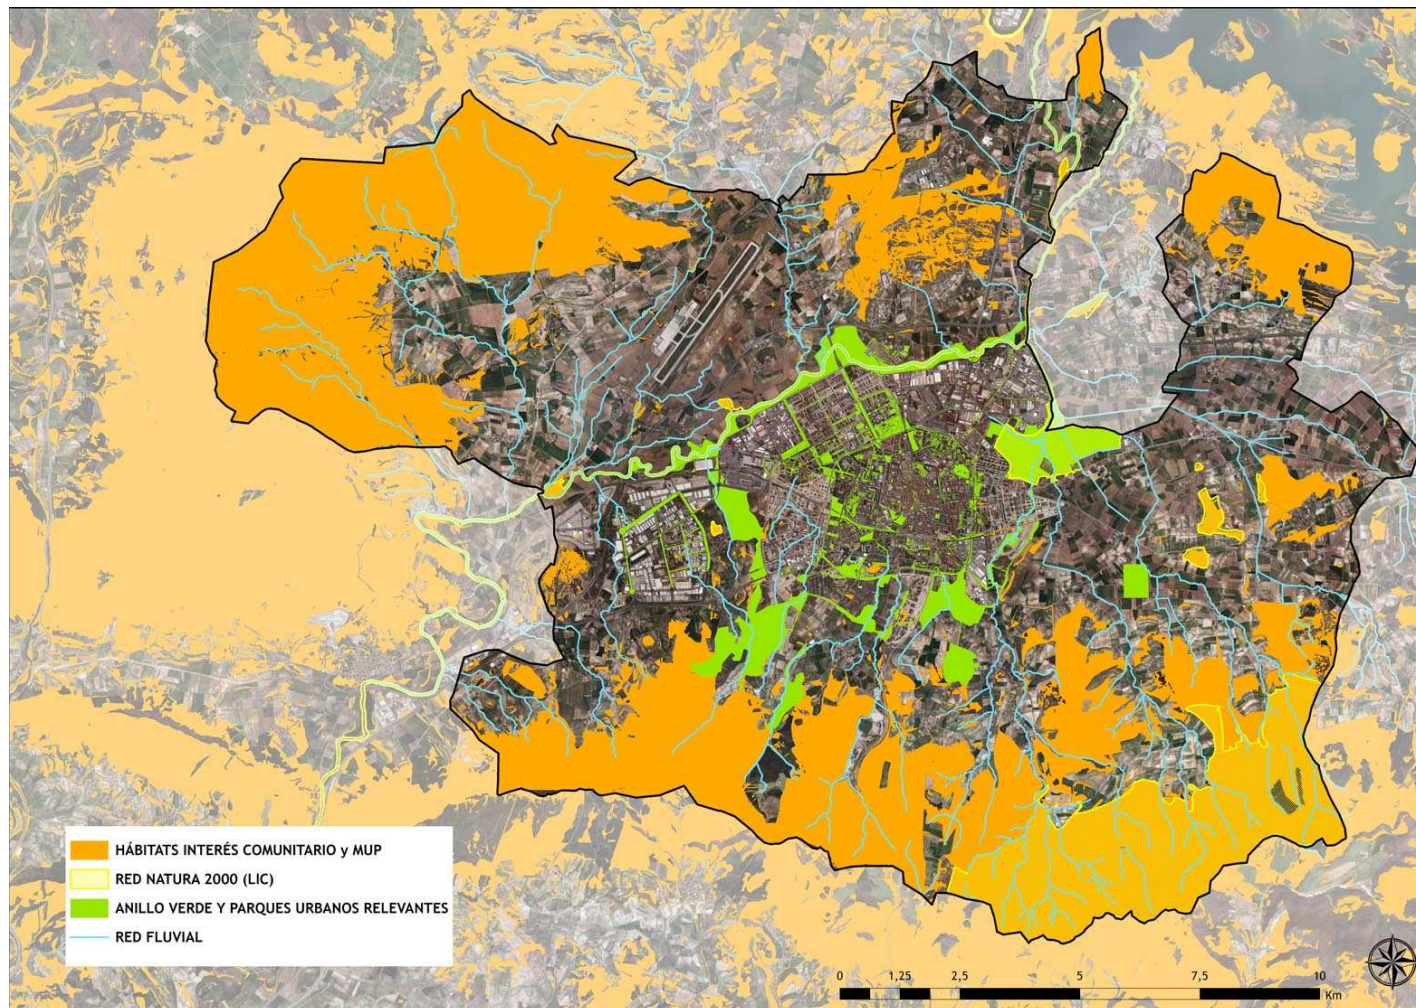 HÁBITATS INTERÉS COMUNITARIO y MUP
RED NATURA 2000 (LIC)
ANILLO VERDE Y PARQUES URBANOS RELEVANTES
RED FLUVIAL
0 1,25 2,5 5 7,5 10
Km